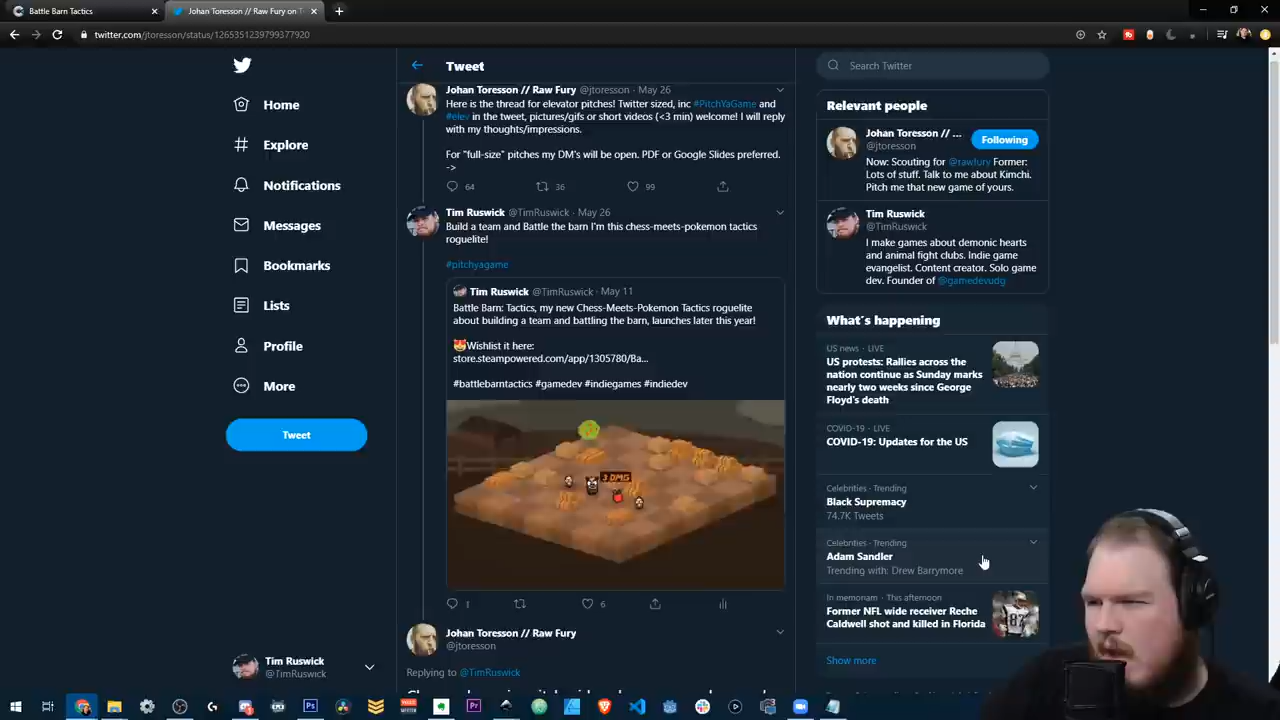 Battle Barn Tactics
Johan Toresson // Raw Fury on T
twitter.com/jtoresson/status/1265351239799377920
Home
Explore
Notifications
Messages
Bookmarks
Lists
Profile
More
Tweet
Tim Ruswick
@TimRuswick
Tweet
Johan Toresson // Raw Fury @jtoresson · May 26
Here is the thread for elevator pitches! Twitter sized, inc #PitchYaGame and
#elev in the tweet, pictures/gifs or short videos (<3 min) welcome! I will reply
with my thoughts/impressions.
For "full-size" pitches my DM's will be open. PDF or Google Slides preferred.
->
64 36 99
Tim Ruswick @TimRuswick · May 26
Build a team and Battle the barn I'm this chess-meets-pokemon tactics
roguelite!
#pitchyagame
Tim Ruswick @TimRuswick · May 11
Battle Barn: Tactics, my new Chess-Meets-Pokemon Tactics roguelite
about building a team and battling the barn, launches later this year!
Wishlist it here:
store.steampowered.com/app/1305780/Ba...
#battlebarntactics #gamedev #indiegames #indiedev
3 DMG
1 6
Johan Toresson // Raw Fury
@jtoresson
Replying to @TimRuswick
Search Twitter
Relevant people
Johan Toresson // ...
@jtoresson
Following
Now: Scouting for @rawfury Former:
Lots of stuff. Talk to me about Kimchi.
Pitch me that new game of yours.
Tim Ruswick
@TimRuswick
I make games about demonic hearts
and animal fight clubs. Indie game
evangelist. Content creator. Solo game
dev. Founder of @gamedevudg
What's happening
US news · LIVE
US protests: Rallies across the
nation continue as Sunday marks
nearly two weeks since George
Floyd's death
COVID-19 · LIVE
COVID-19: Updates for the US
Celebrities · Trending
Black Supremacy
74.7K Tweets
Celebrities · Trending
Adam Sandler
Trending with: Drew Barrymore
In memoriam · This afternoon
Former NFL wide receiver Reche
Caldwell shot and killed in Florida
Show more